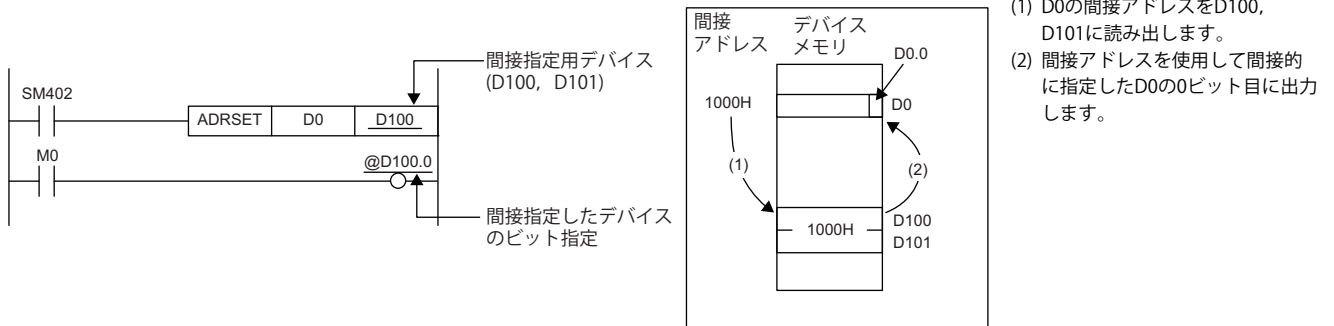 SM402
ADRSET D0 D100
間接指定用デバイス
(D100, D101)
M0
@D100.0
間接指定したデバイス
のビット指定
間接
アドレス
デバイス
メモリ
D0.0
1000H
D0
(1)
(2)
1000H
D100
D101
(1) D0の間接アドレスをD100,
D101に読み出します。
(2) 間接アドレスを使用して間接的
に指定したD0の0ビット目に出力
します。